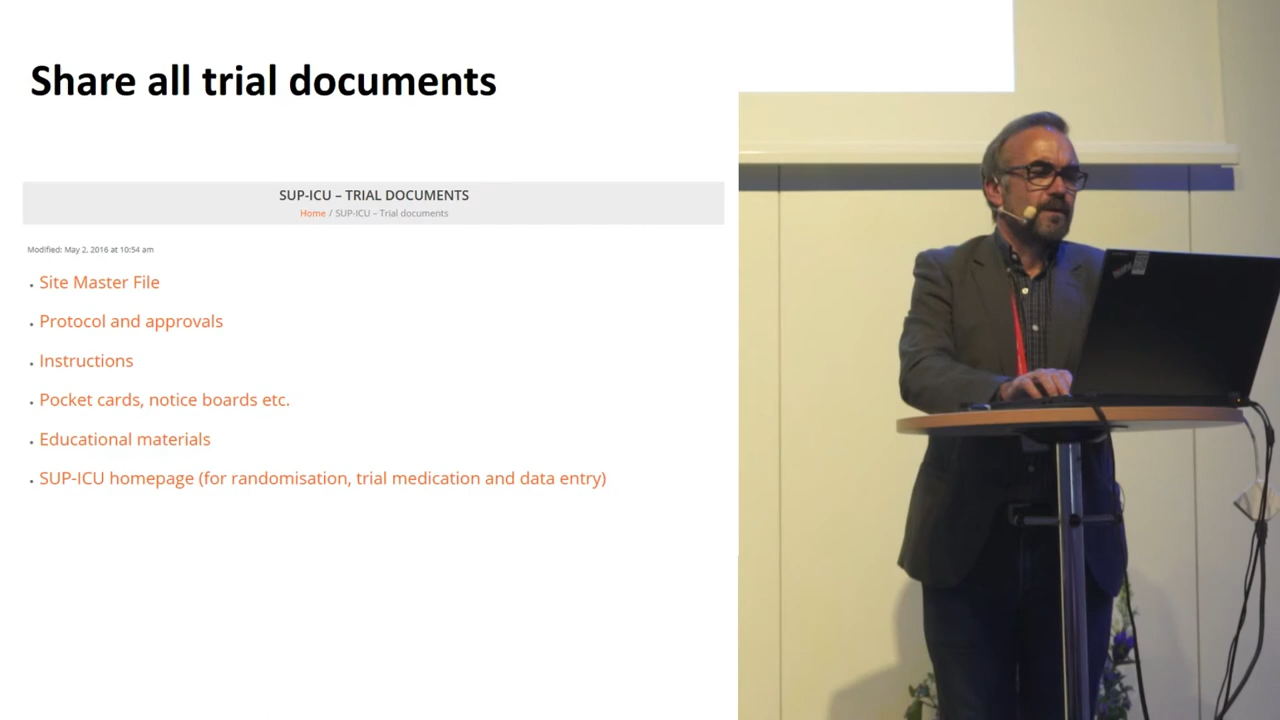 Share all trial documents
SUP-ICU – TRIAL DOCUMENTS
Home / SUP-ICU – Trial documents
Modified: May 2, 2016 at 10:54 am
• Site Master File
• Protocol and approvals
• Instructions
• Pocket cards, notice boards etc.
• Educational materials
• SUP-ICU homepage (for randomisation, trial medication and data entry)
ThinkPad